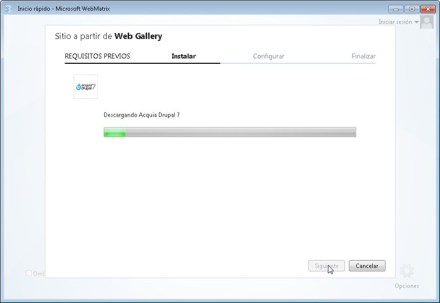 Inicio rápido - Microsoft WebMatrix
Iniciar sesión
Sitio a partir de Web Gallery
REQUISITOS PREVIOS Instalar Configurar Finalizar
Descargando Acquia Drupal 7
Siguiente Cancelar
Opciones